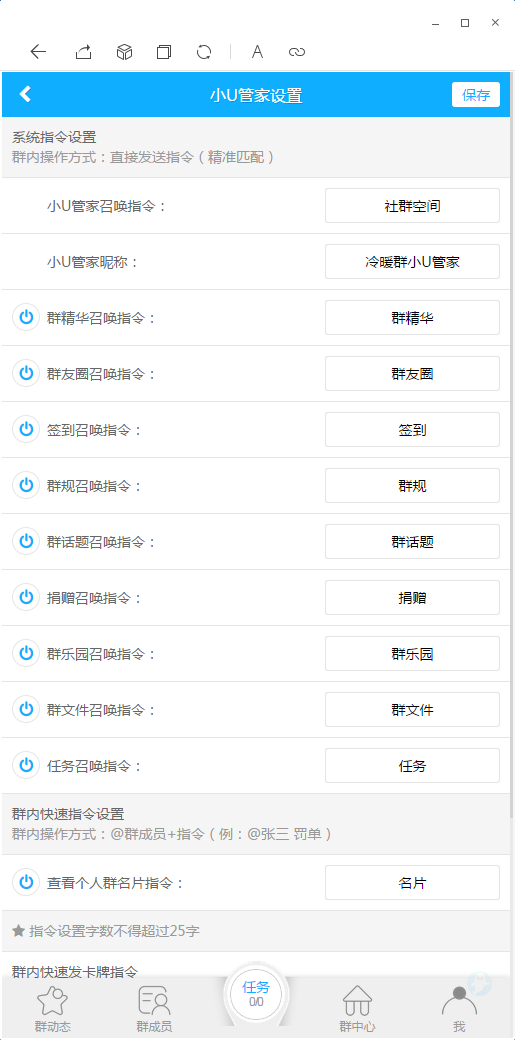 小U管家设置
保存
系统指令设置
群内操作方式：直接发送指令（精准匹配）
小U管家召唤指令：
社群空间
小U管家昵称：
冷暖群小U管家
群精华召唤指令：
群精华
群友圈召唤指令：
群友圈
签到召唤指令：
签到
群规召唤指令：
群规
群话题召唤指令：
群话题
捐赠召唤指令：
捐赠
群乐园召唤指令：
群乐园
群文件召唤指令：
群文件
任务召唤指令：
任务
群内快速指令设置
群内操作方式：@群成员+指令（例：@张三 罚单）
查看个人群名片指令：
名片
★ 指令设置字数不得超过25字
群内快速发卡牌指令
任务
0/0
群动态
群成员
群中心
我